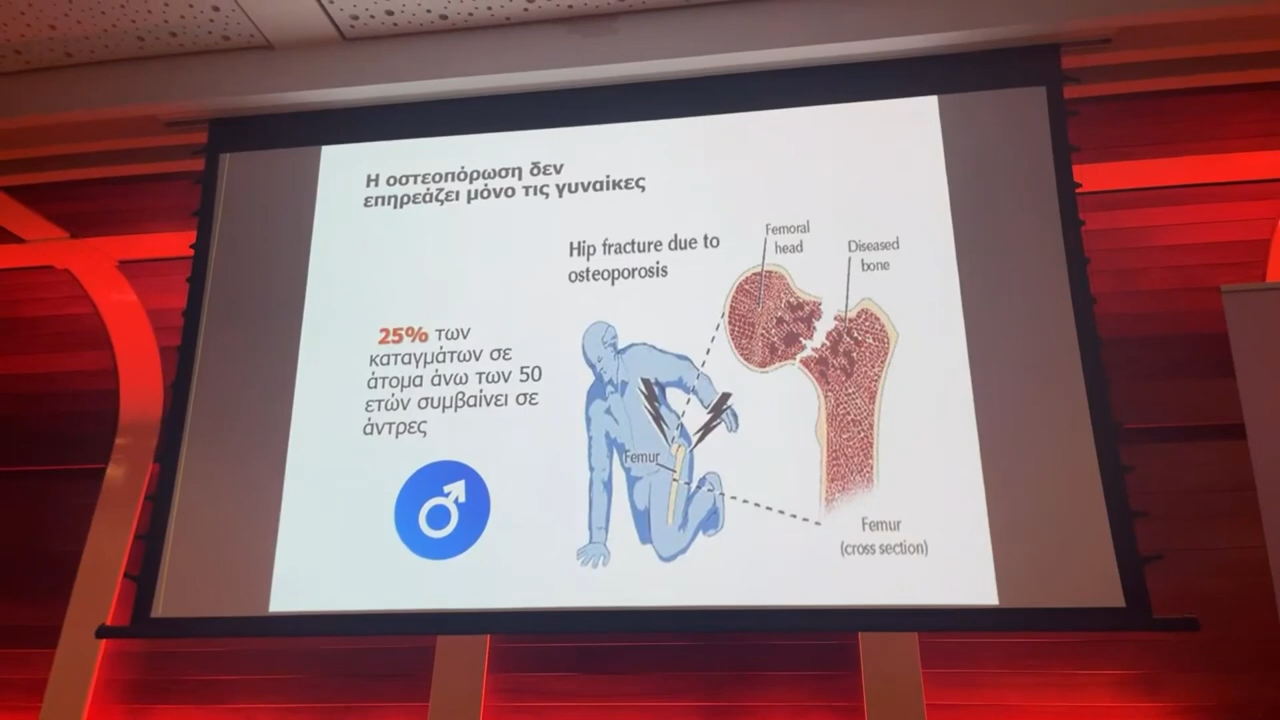 Η οστεοπόρωση δεν
επηρεάζει μόνο τις γυναίκες
Hip fracture due to
osteoporosis
Femoral
head
Diseased
bone
25% των
καταγμάτων σε
άτομα άνω των 50
ετών συμβαίνει σε
άντρες
Femur
Femur
(cross section)